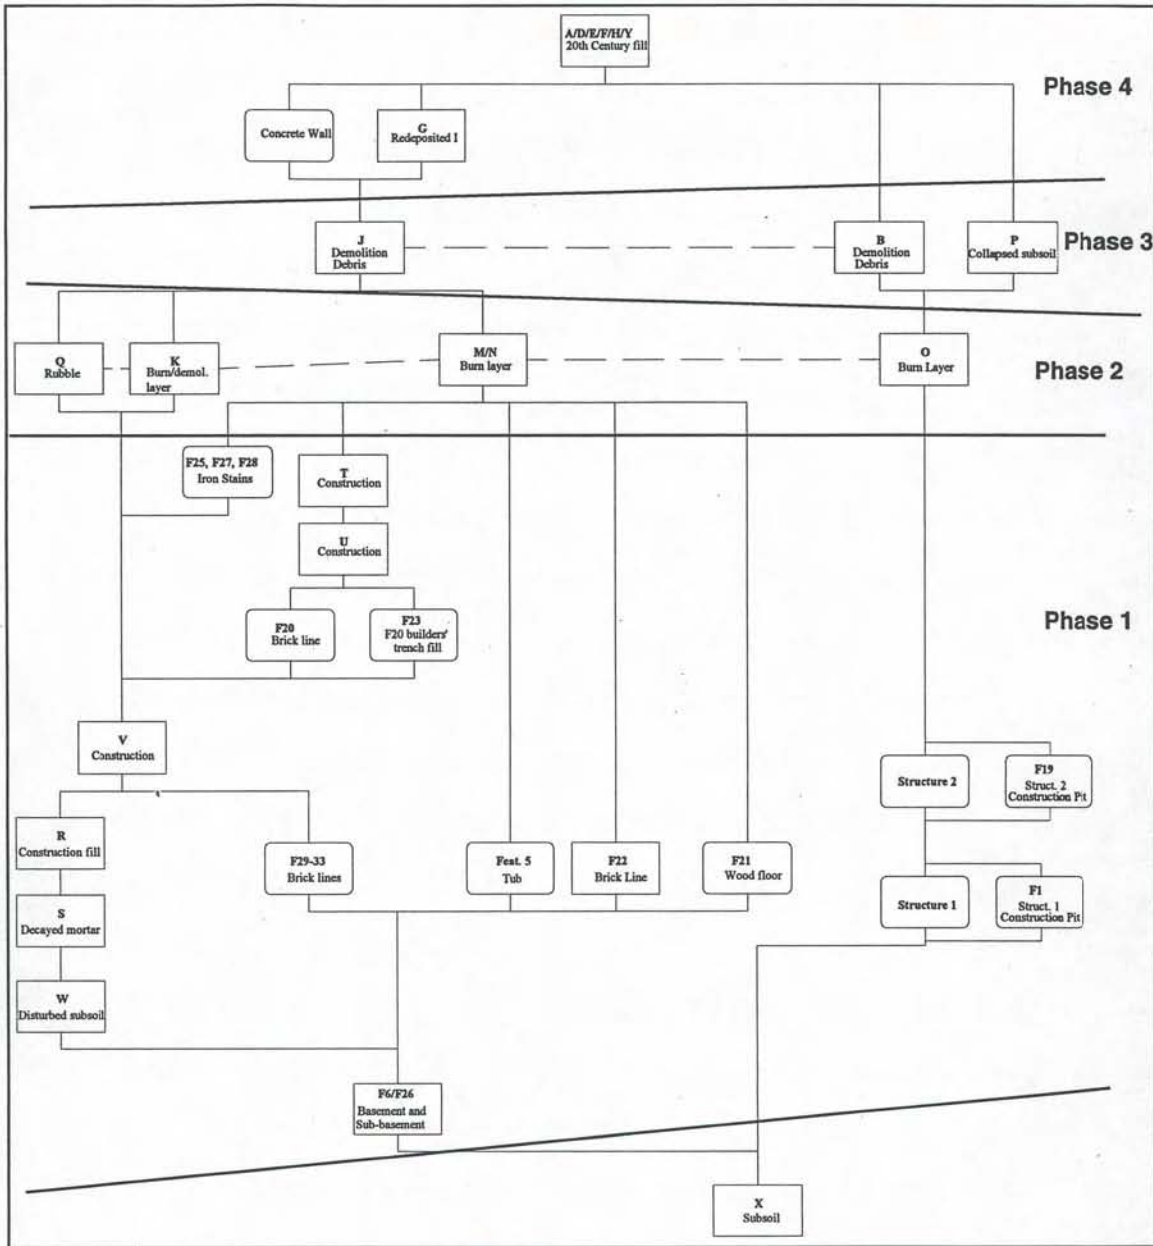 A/D/E/F/H/Y
20th Century fill
Phase 4
Concrete Wall
G
Redeposited I
J
Demolition
Debris
B
Demolition
Debris
P
Collapsed subsoil
Phase 3
Q
Rubble
K
Burn/demol.
layer
M/N
Burn layer
O
Burn Layer
Phase 2
F25, F27, F28
Iron Stains
T
Construction
U
Construction
F20
Brick line
F23
F20 builders'
trench fill
Phase 1
V
Construction
Structure 2
F19
Struct. 2
Construction Pit
R
Construction fill
F29-33
Brick lines
Feat. 5
Tub
F22
Brick Line
F21
Wood floor
Structure 1
F1
Struct. 1
Construction Pit
S
Decayed mortar
W
Disturbed subsoil
F6/F26
Basement and
Sub-basement
X
Subsoil